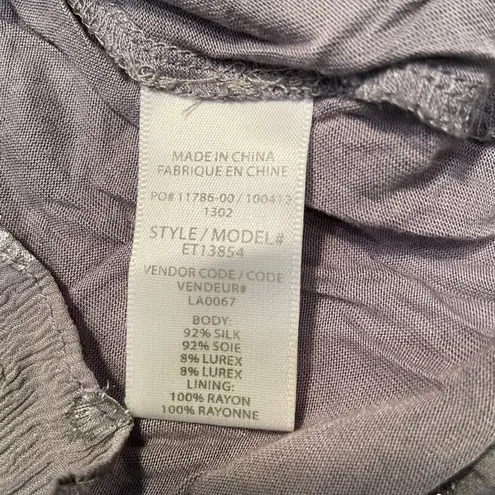 MADE IN CHINA
FABRIQUE EN CHINE
PO# 11786-00 / 100413
1302
STYLE / MODEL#
ET13854
VENDOR CODE / CODE
VENDEUR#
LA0067
BODY:
92% SILK
92% SOIE
8% LUREX
8% LUREX
LINING:
100% RAYON
100% RAYONNE